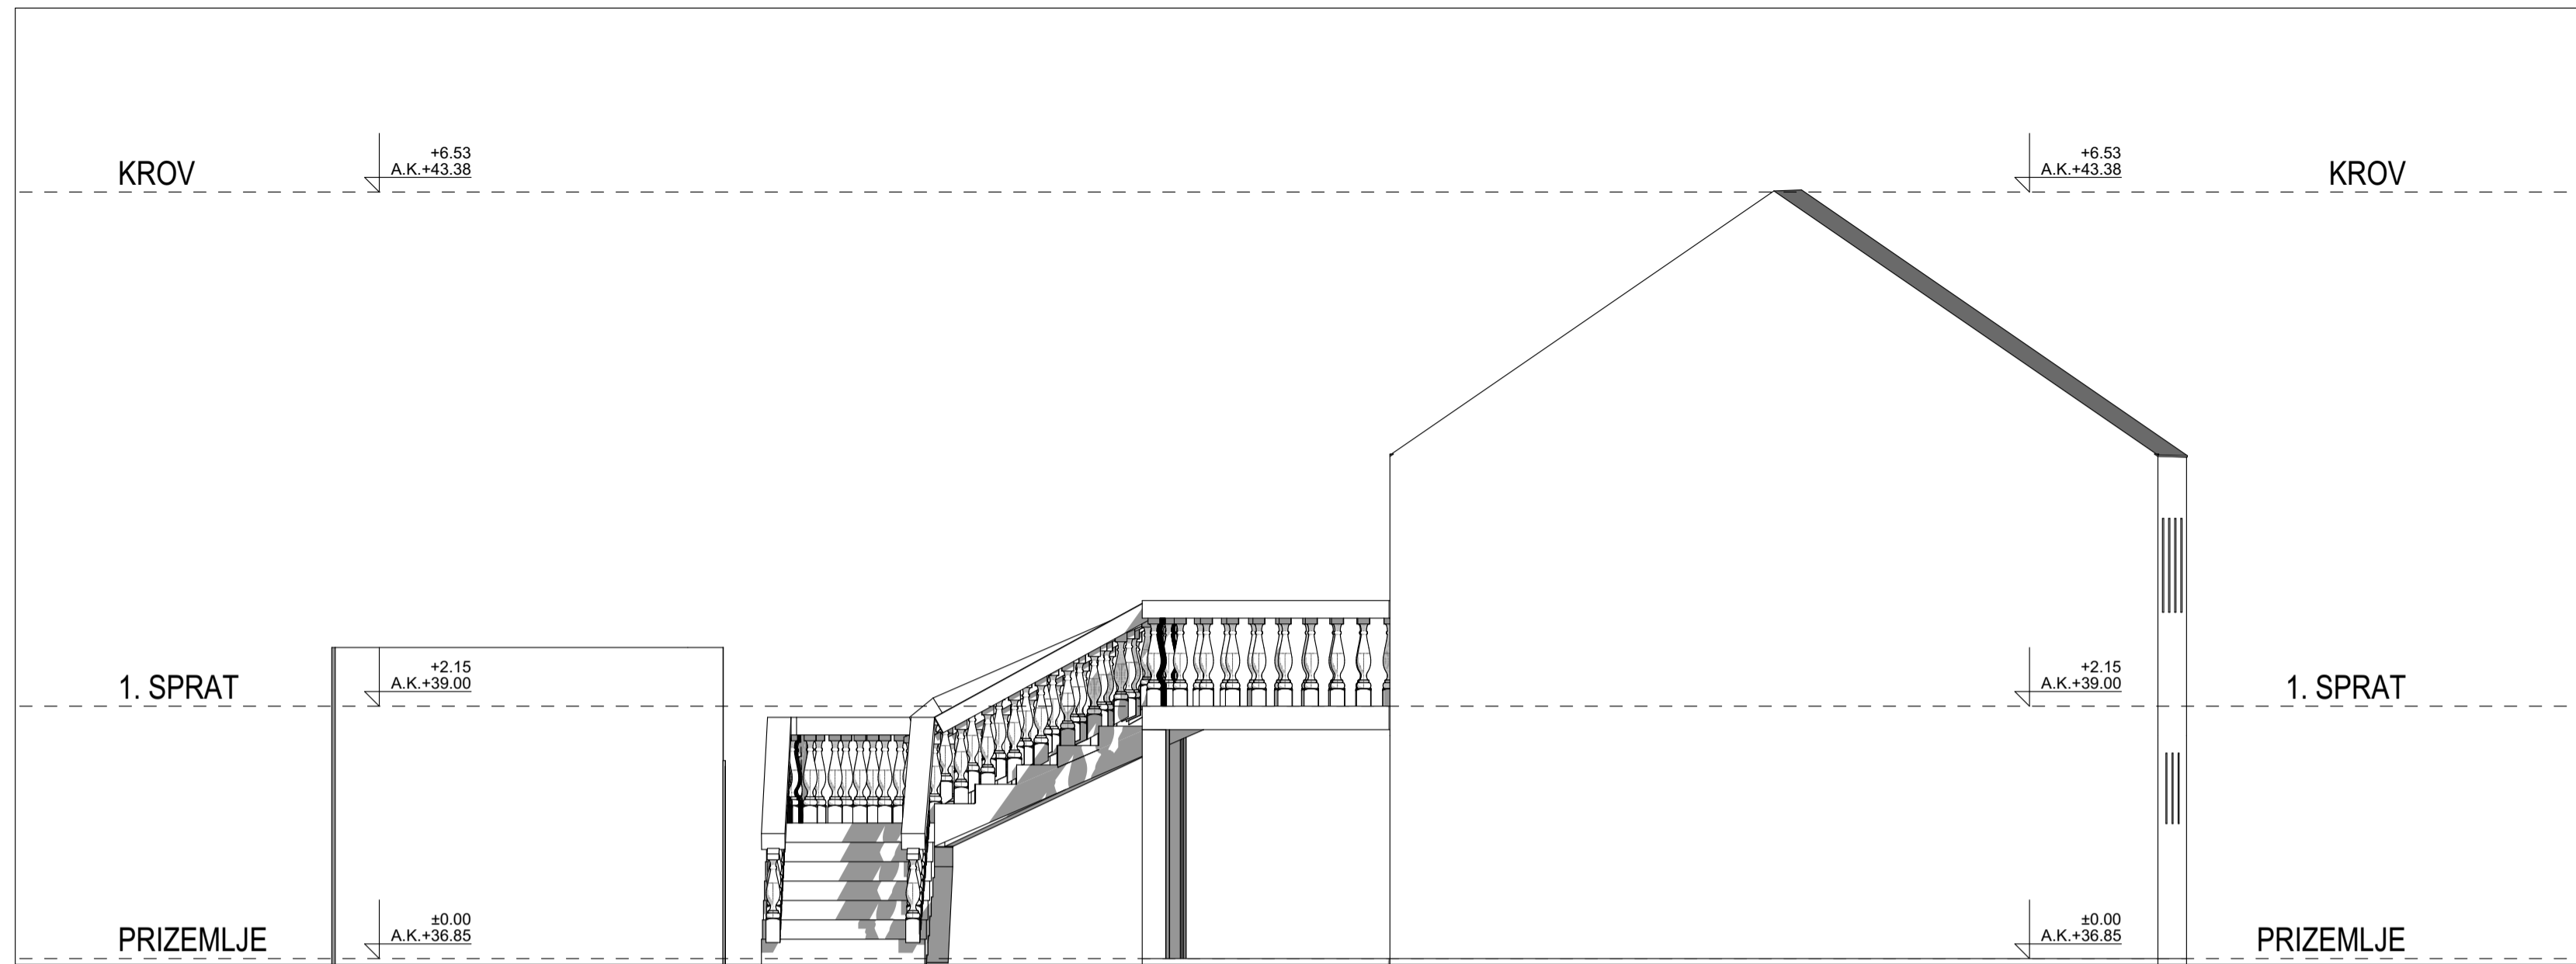 +6.53
+6.53
KROV
A.K.+43.38
A.K.+43.38
KROV
+2.15
+2.15
1. SPRAT
A.K.+39.00
A.K.+39.00
1. SPRAT
±0.00
±0.00
PRIZEMLJE
A.K.+36.85
A.K.+36.85
PRIZEMLJE